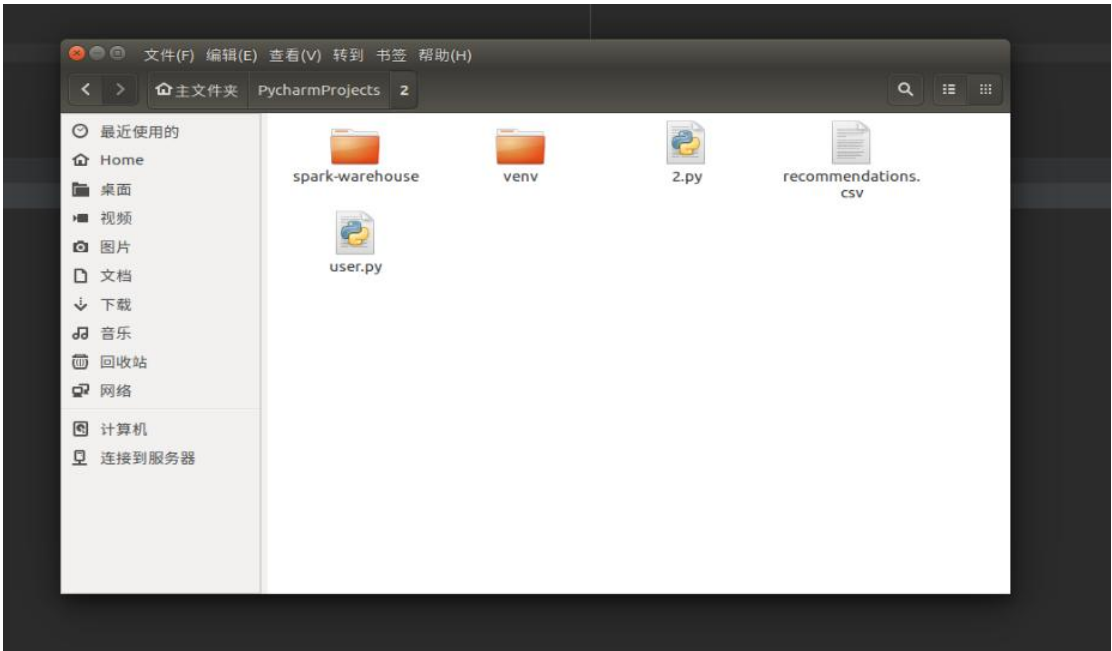 文件(F) 编辑(E) 查看(V) 转到 书签 帮助(H)
主文件夹 PycharmProjects 2
最近使用的
Home
桌面
视频
图片
文档
下载
音乐
回收站
网络
计算机
连接到服务器
spark-warehouse venv 2.py recommendations.
csv
user.py